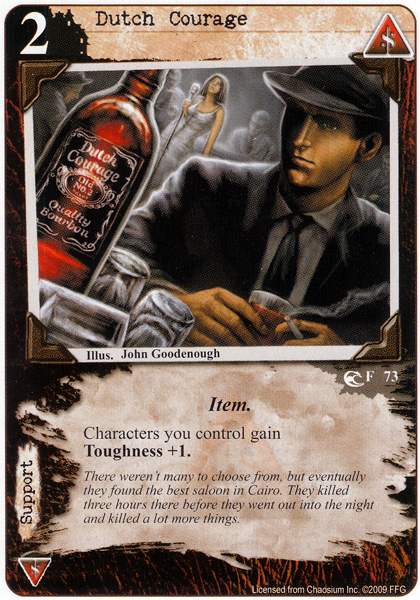 2
Dutch Courage
Dutch
Courage
Old
No.
Quality
Bourbon
Illus. John Goodenough
F 73
Item.
Characters you control gain
Toughness +1.
There weren't many to choose from, but eventually
they found the best saloon in Cairo. They killed
three hours there before they went out into the night
and killed a lot more things.
Support
Licensed from Chaosium Inc. ©2009 FFG